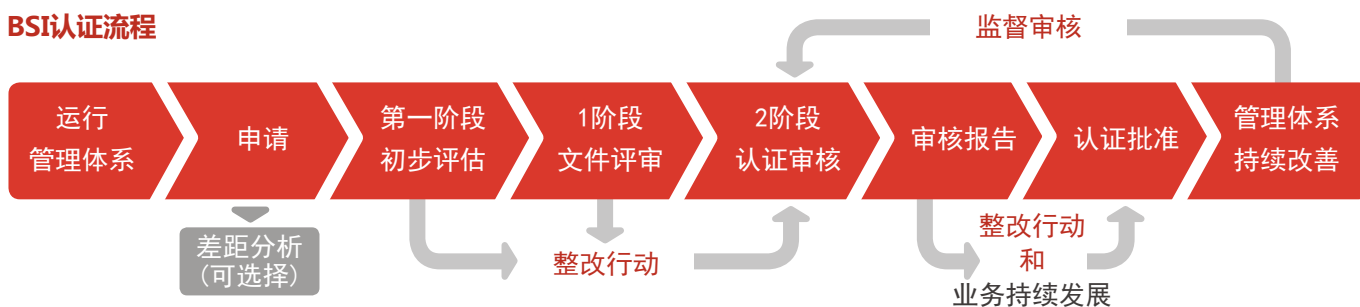 BSI认证流程
监督审核
运行
管理体系
申请
第一阶段
初步评估
1阶段
文件评审
2阶段
认证审核
审核报告
认证批准
管理体系
持续改善
差距分析
(可选择)
整改行动
整改行动
和
业务持续发展